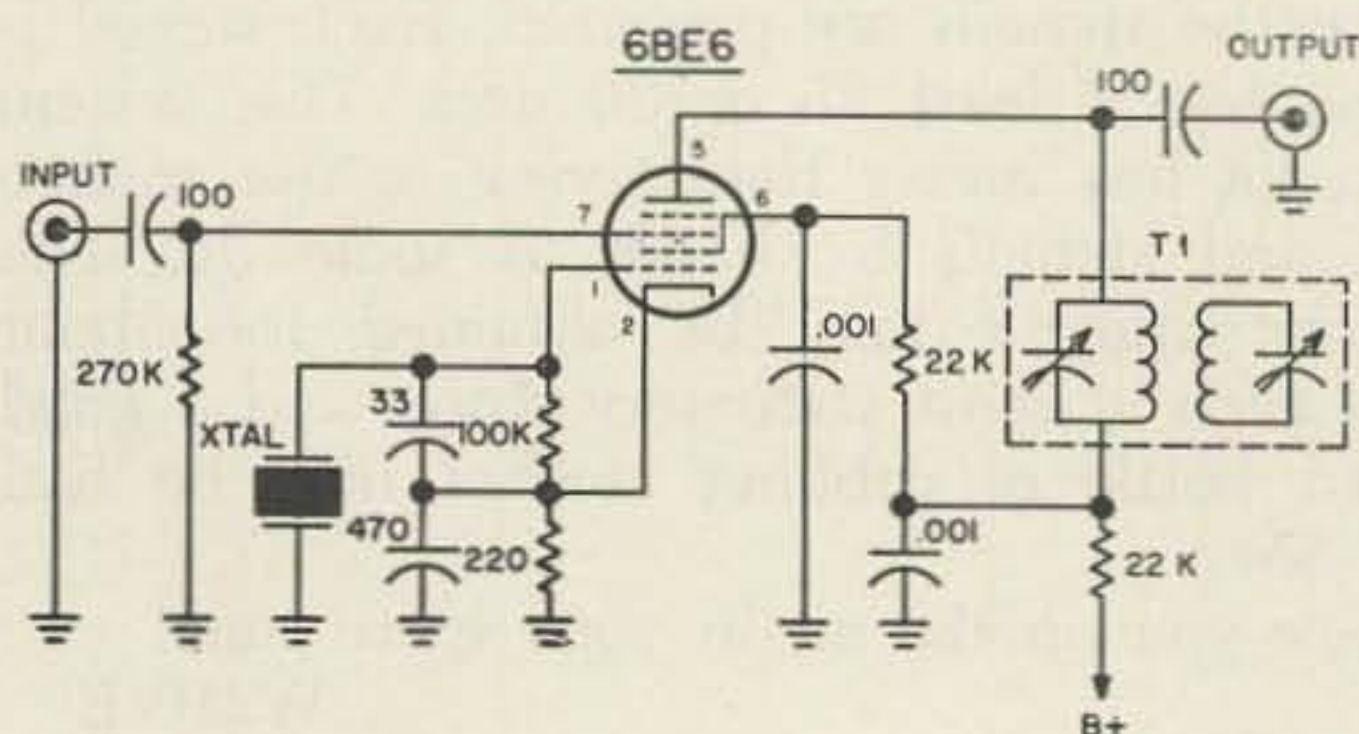 6BE6
OUTPUT
100
5
INPUT
100
7
6
T1
1
2
.001
22K
270K
33
100K
XTAL
470
220
.001
22 K
B+